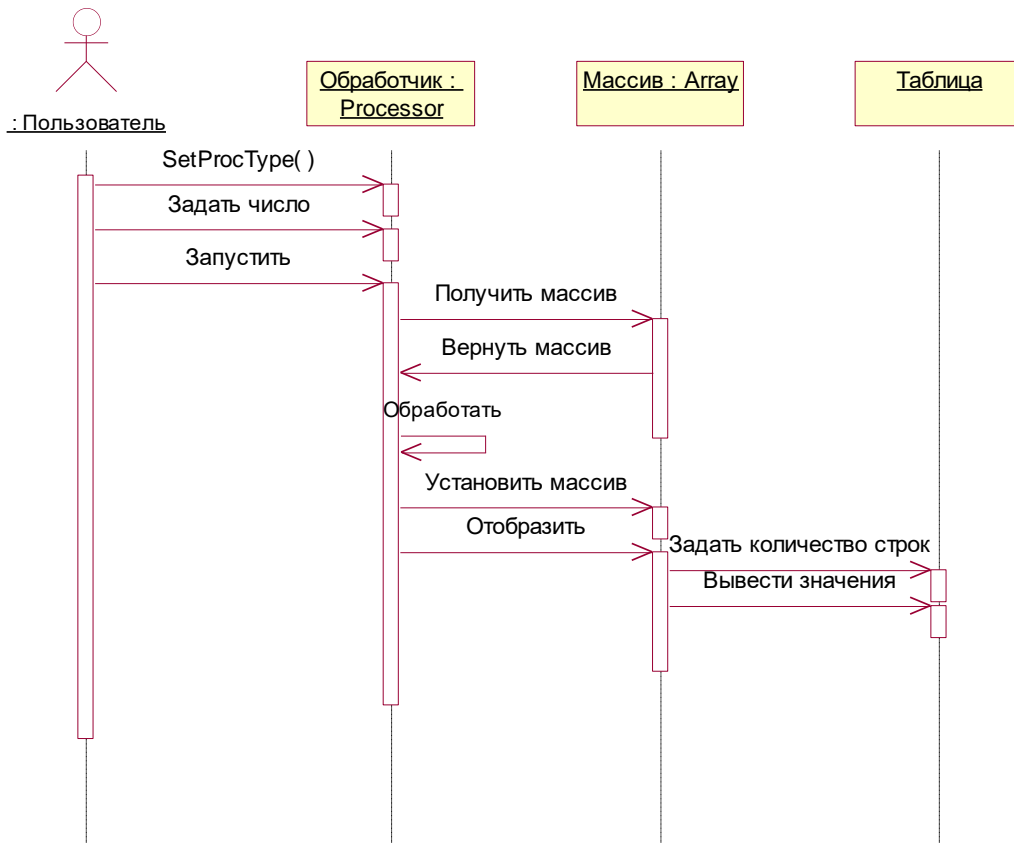 : Пользователь
Обработчик :
Processor
Массив : Array
Таблица
SetProcType( )
Задать число
Запустить
Получить массив
Вернуть массив
Обработать
Установить массив
Отобразить
Задать количество строк
Вывести значения